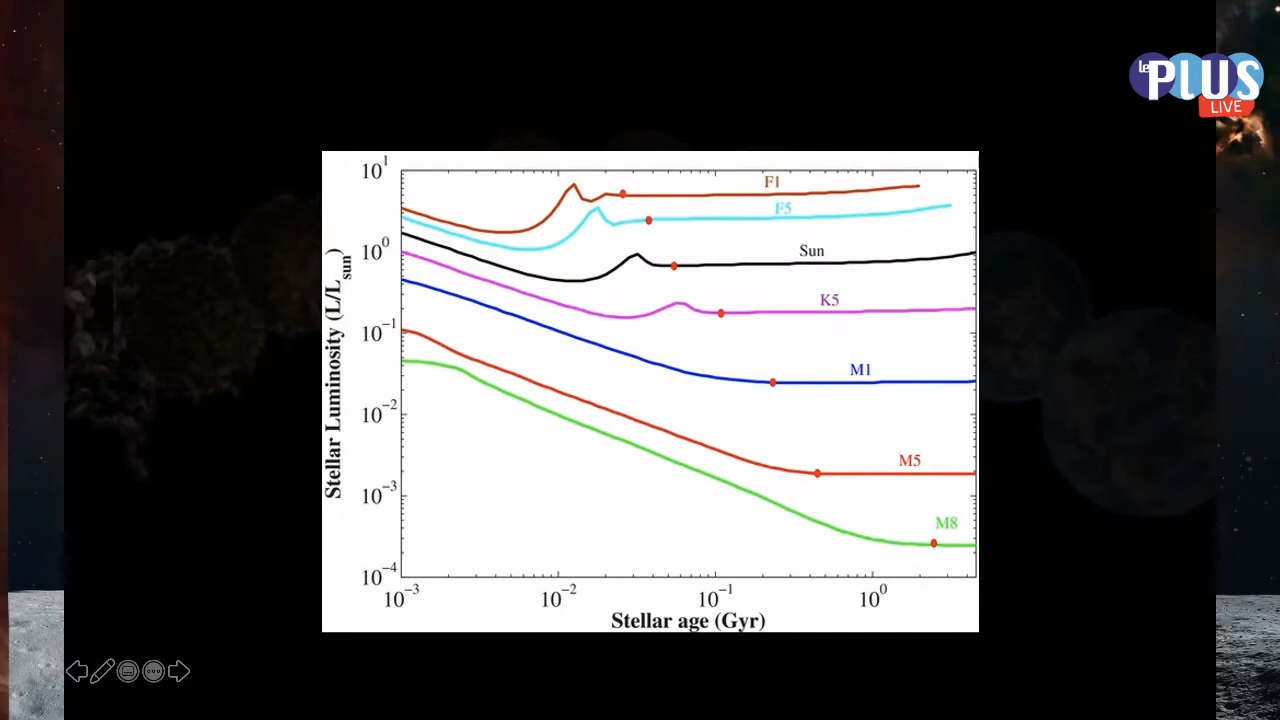 le PLUS
LIVE
10^1
F1
F5
10^0
Sun
K5
10^-1
M1
10^-2
M5
10^-3
M8
10^-4
10^-3
10^-2
10^-1
10^0
Stellar Luminosity (L/L_sun)
Stellar age (Gyr)